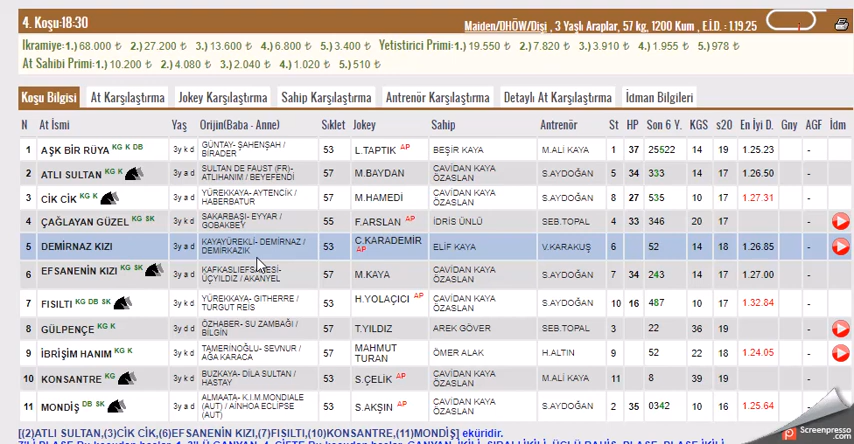 4. Koşu:18-30 Maiden/DHÖW/Dişi , 3 Yaşlı Araplar, 57 kg, 1200 Kum , E.İ.D. : 1.19.25
İkramiye:1.) 68.000 ₺ 2.) 27.200 ₺ 3.) 13.600 ₺ 4.) 6.800 ₺ 5.) 3.400 ₺ Yetistirici Primi:1.) 19.550 ₺ 2.) 7.820 ₺ 3.) 3.910 ₺ 4.) 1.955 ₺ 5.) 978 ₺
At Sahibi Primi:1.) 10.200 ₺ 2.) 4.080 ₺ 3.) 2.040 ₺ 4.) 1.020 ₺ 5.) 510 ₺
Koşu Bilgisi At Karşılaştırma Jokey Karşılaştırma Sahip Karşılaştırma Antrenör Karşılaştırma Detaylı At Karşılaştırma İdman Bilgileri
N At İsmi Yaş Orijin(Baba - Anne) Sıklet Jokey Sahip Antrenör St HP Son 6 Y. KGS s20 En İyi D. Gny AGF İdm
1 AŞK BİR RÜYA KG K DB 3y k d GÜNTAY- ŞAHENŞAH / BİRADER 53 L.TAPTIK AP BEŞİR KAYA M.ALİ KAYA 1 37 25522 14 19 1.25.23 -
2 ATLI SULTAN KG K 3y a d SULTAN DE FAUST (FR)- ATLIHANIM / BEYEFENDİ 57 M.BAYDAN CAVİDAN KAYA ÖZASLAN S.AYDOĞAN 5 34 333 14 18 1.26.50 -
3 CİK CİK KG K 3y k d YÜREKKAYA- AYTENCİK / HABERBATUR 57 M.HAMEDİ CAVİDAN KAYA ÖZASLAN S.AYDOĞAN 8 27 535 10 17 1.27.31 -
4 ÇAĞLAYAN GÜZEL KG SK 3y k d SAKARBAŞI- EYYAR / GOBAKBEY 55 F.ARSLAN AP İDRİS ÜNLÜ SEB.TOPAL 4 33 346 20 17 -
5 DEMİRNAZ KIZI 3y a d KAYAYÜREKLİ- DEMİRNAZ / DEMİRKAZIK 53 C.KARADEMİR AP ELİF KAYA V.KARAKUŞ 6 52 14 18 1.26.85 -
6 EFSANENİN KIZI KG SK 3y a d KAFKASLIEFSANESİ- ÜÇYILDIZ / AKANYEL 57 M.KAYA CAVİDAN KAYA ÖZASLAN S.AYDOĞAN 7 34 243 14 17 1.27.00 -
7 FISILTI KG DB SK 3y k d YÜREKKAYA- GITHERRE / TURGUT REIS 53 H.YOLAÇICI AP CAVİDAN KAYA ÖZASLAN S.AYDOĞAN 10 16 487 10 17 1.32.84 -
8 GÜLPENÇE KG K 3y d d ÖZHABER- SU ZAMBAĞI / BİLGİN 57 T.YILDIZ AREK GÖVER SEB.TOPAL 3 22 36 19 -
9 İBRİŞİM HANIM KG K 3y k d TAMERİNOĞLU- SEVNUR / AĞA KARACA 57 MAHMUT TURAN ÖMER ALAK H.ALTIN 9 52 22 18 1.24.05 -
10 KONSANTRE KG 3y k d BUZKAYA- DİLA SULTAN / HASTAY 53 S.ÇELİK AP CAVİDAN KAYA ÖZASLAN M.ALİ KAYA 11 8 39 19 -
11 MONDİŞ DB SK 3y a d ALMAATA- K.I.M.MONDIALE (AUT) / AINHOA ECLIPSE (AUT) 53 S.AKŞIN AP CAVİDAN KAYA ÖZASLAN S.AYDOĞAN 2 35 0342 10 16 1.25.64 -
[(2)ATLI SULTAN,(3)CİK CİK,(6)EFSANENİN KIZI,(7)FISILTI,(10)KONSANTRE,(11)MONDİŞ] eküridir.
Screenpresso
.com